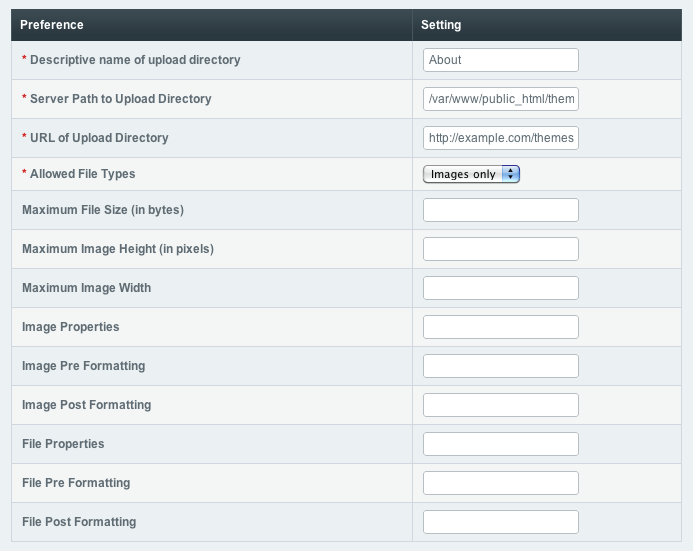 Preference Setting
* Descriptive name of upload directory About
* Server Path to Upload Directory /var/www/public_html/them
* URL of Upload Directory http://example.com/themes
* Allowed File Types Images only
Maximum File Size (in bytes)
Maximum Image Height (in pixels)
Maximum Image Width
Image Properties
Image Pre Formatting
Image Post Formatting
File Properties
File Pre Formatting
File Post Formatting